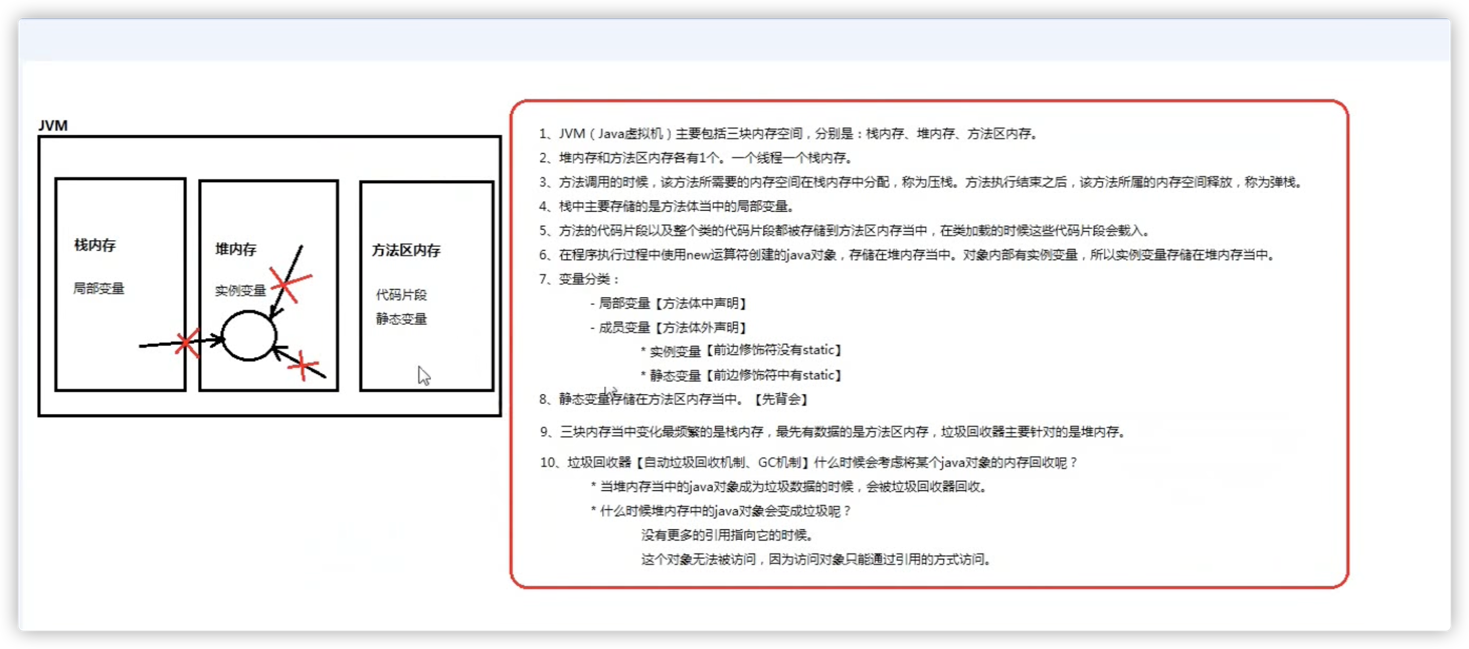 JVM
栈内存
局部变量
堆内存
实例变量
方法区内存
代码片段
静态变量
1、JVM（Java虚拟机）主要包括三块内存空间，分别是：栈内存、堆内存、方法区内存。
2、堆内存和方法区内存各有1个。一个线程一个栈内存。
3、方法调用的时候，该方法所需要的内存空间在栈内存中分配，称为压栈。方法执行结束之后，该方法所属的内存空间释放，称为弹栈。
4、栈中主要存储的是方法体当中的局部变量。
5、方法的代码片段以及整个类的代码片段都被存储到方法区内存当中，在类加载的时候这些代码片段会载入。
6、在程序执行过程中使用new运算符创建的java对象，存储在堆内存当中。对象内部有实例变量，所以实例变量存储在堆内存当中。
7、变量分类：
- 局部变量【方法体中声明】
- 成员变量【方法体外声明】
* 实例变量【前边修饰符没有static】
* 静态变量【前边修饰符中有static】
8、静态变量存储在方法区内存当中。【先背会】
9、三块内存当中变化最频繁的是栈内存，最先有数据的是方法区内存，垃圾回收器主要针对的是堆内存。
10、垃圾回收器【自动垃圾回收机制、GC机制】什么时候会考虑将某个java对象的内存回收呢？
* 当堆内存当中的java对象成为垃圾数据的时候，会被垃圾回收器回收。
* 什么时候堆内存中的java对象会变成垃圾呢？
没有更多的引用指向它的时候。
这个对象无法被访问，因为访问对象只能通过引用的方式访问。